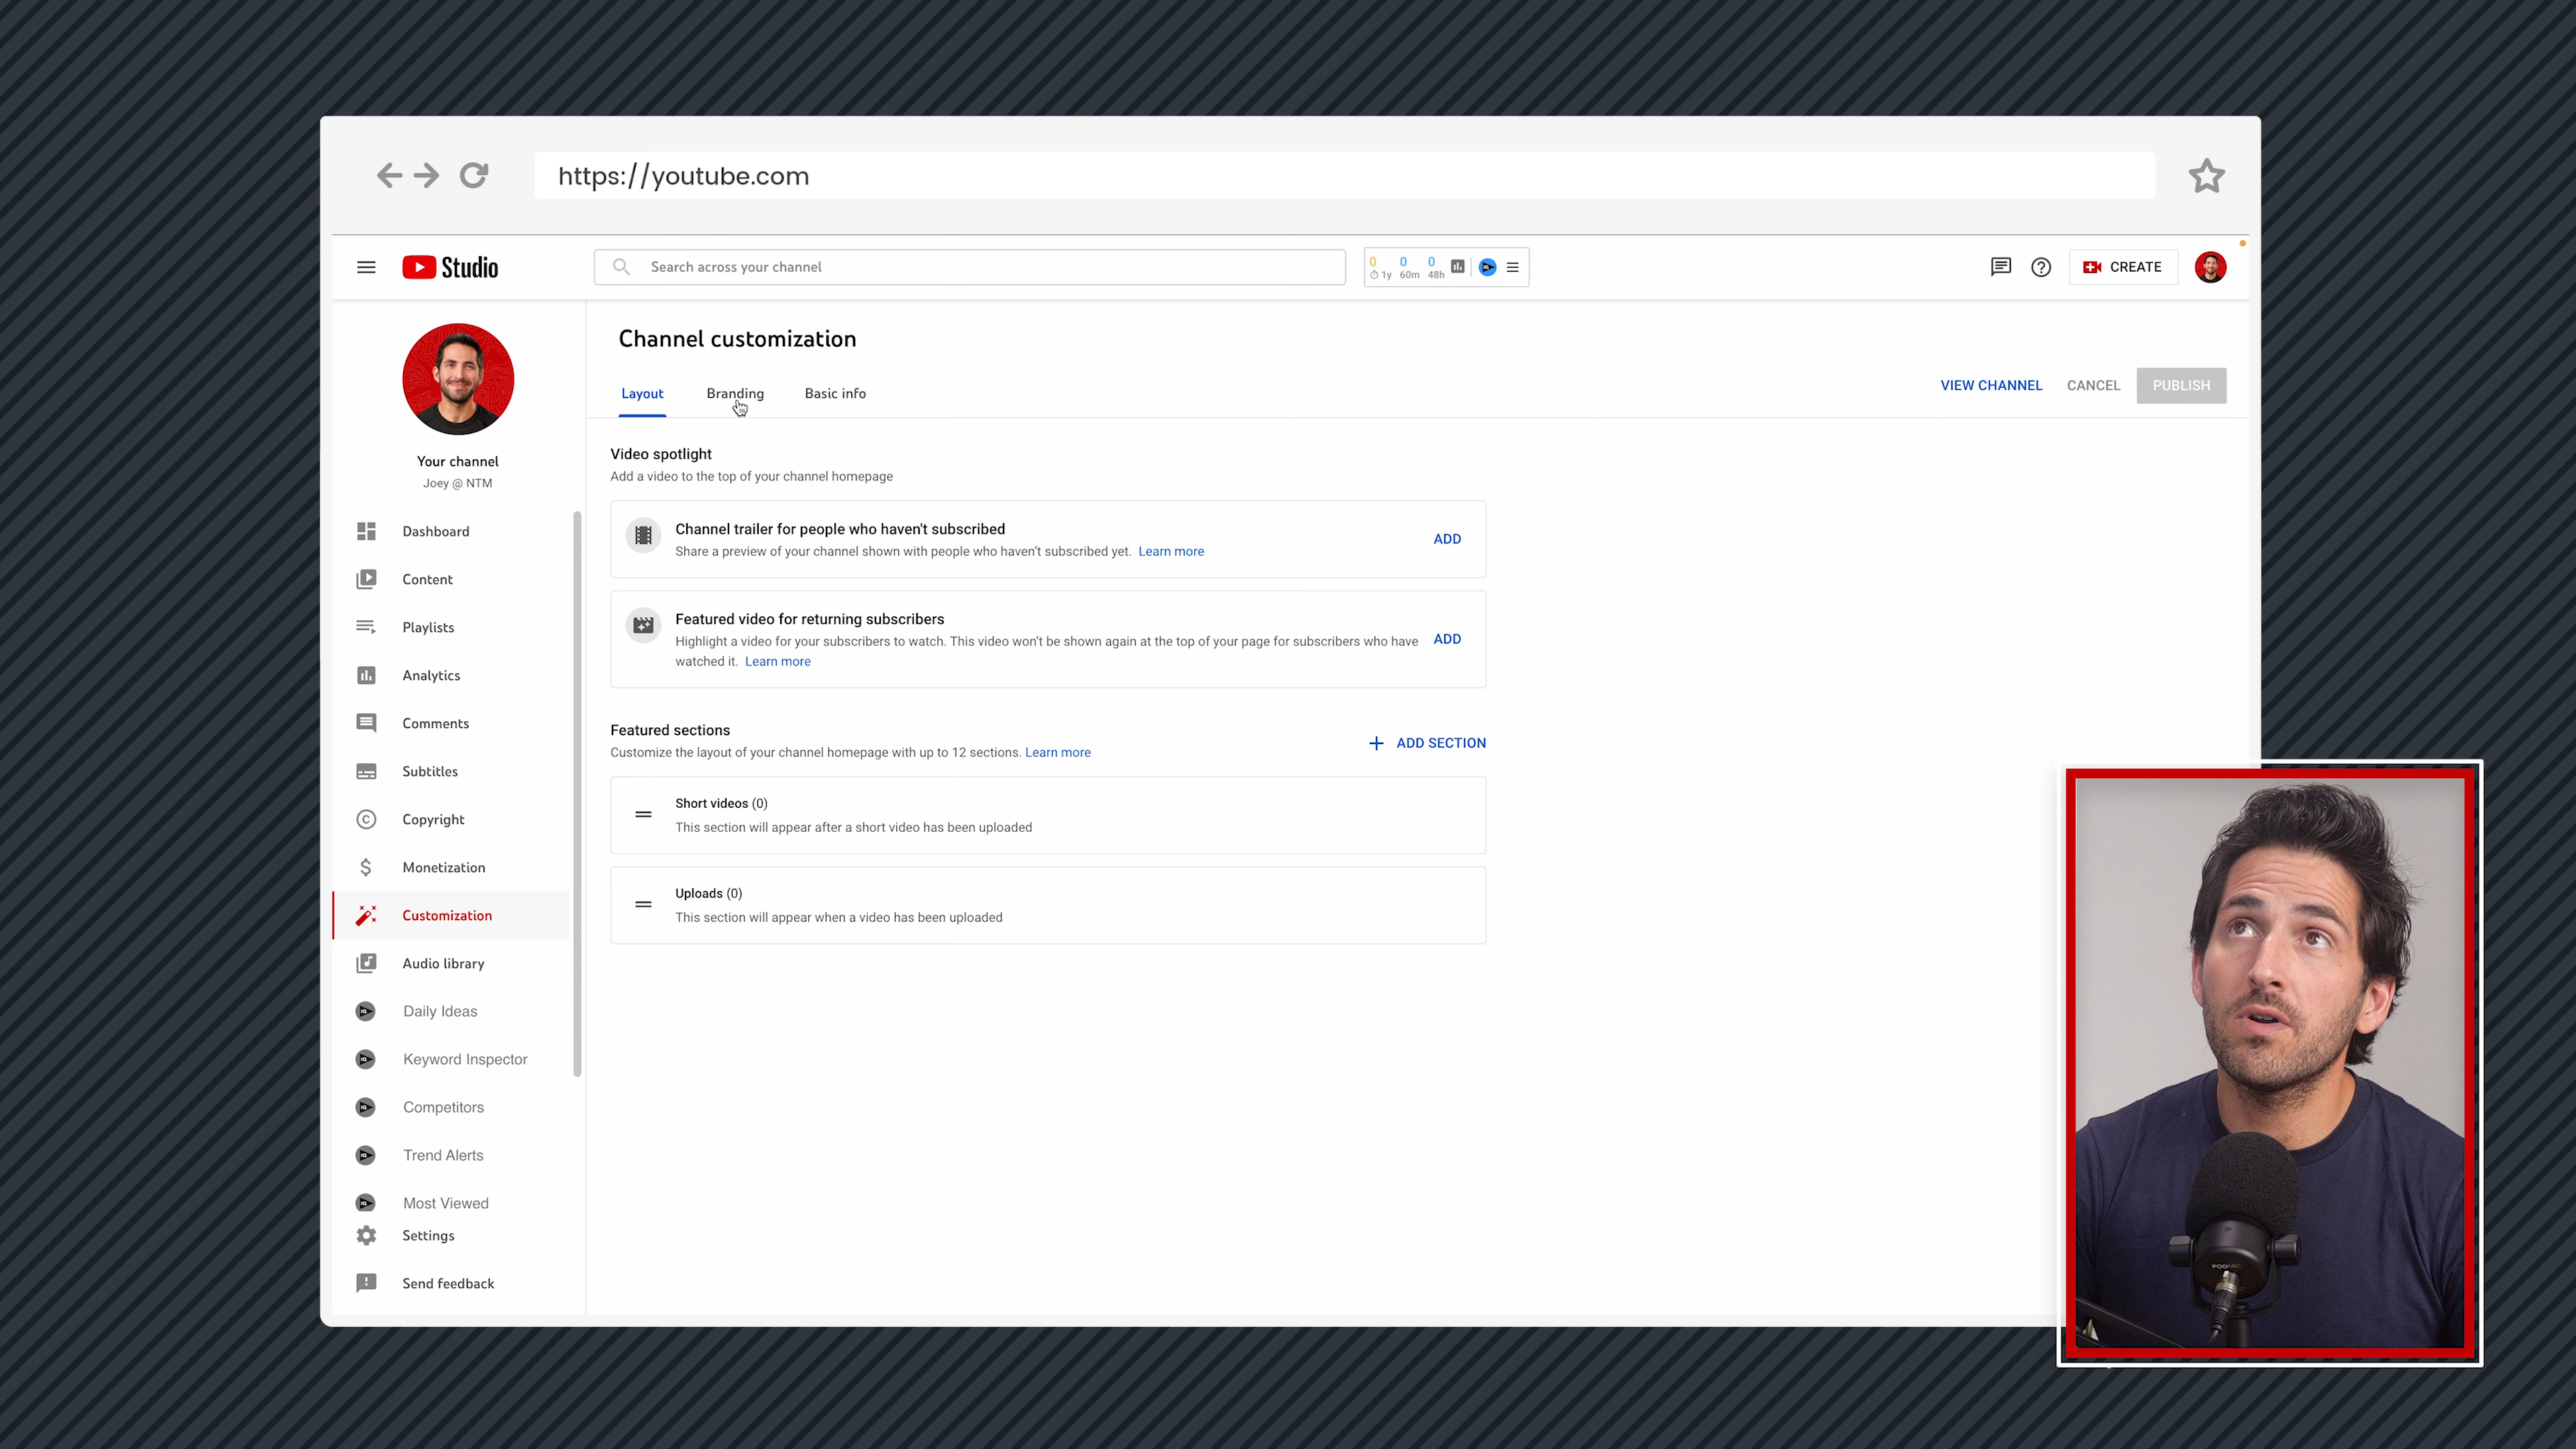 https://youtube.com
Studio
Search across your channel
0 0 0
1y 60m 48h
CREATE
Channel customization
Layout Branding Basic info
VIEW CHANNEL CANCEL PUBLISH
Your channel
Joey @ NTM
Dashboard
Content
Playlists
Analytics
Comments
Subtitles
Copyright
Monetization
Customization
Audio library
Daily Ideas
Keyword Inspector
Competitors
Trend Alerts
Most Viewed
Settings
Send feedback
Video spotlight
Add a video to the top of your channel homepage
Channel trailer for people who haven't subscribed
Share a preview of your channel shown with people who haven't subscribed yet. Learn more
ADD
Featured video for returning subscribers
Highlight a video for your subscribers to watch. This video won't be shown again at the top of your page for subscribers who have
watched it. Learn more
ADD
Featured sections
Customize the layout of your channel homepage with up to 12 sections. Learn more
ADD SECTION
Short videos (0)
This section will appear after a short video has been uploaded
Uploads (0)
This section will appear when a video has been uploaded
PODMIC